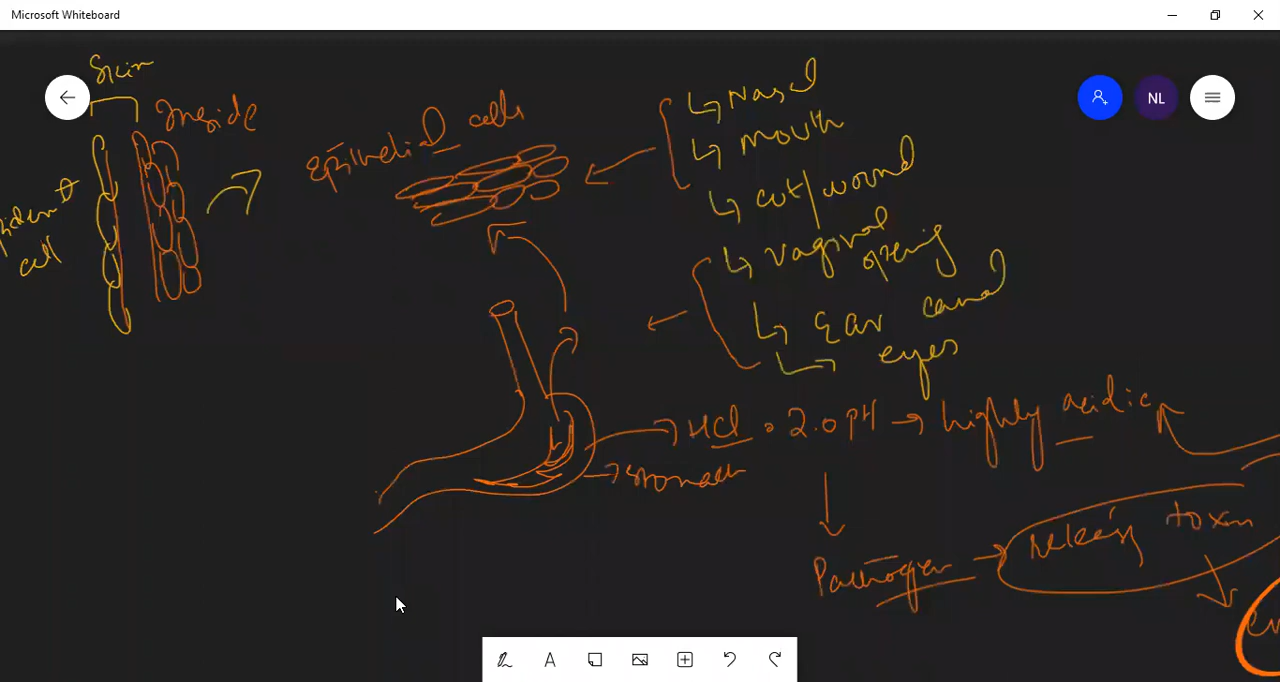 Microsoft Whiteboard
NL
Skin
Inside
cell
Epithelial cells
↳ Nasal
↳ mouth
↳ cut/wound
↳ vaginal opening
↳ Ear canal
↳ eyes
→ HCl • 2.0 pH → highly acidic
→ Stomach
Pathogen → releasing toxin